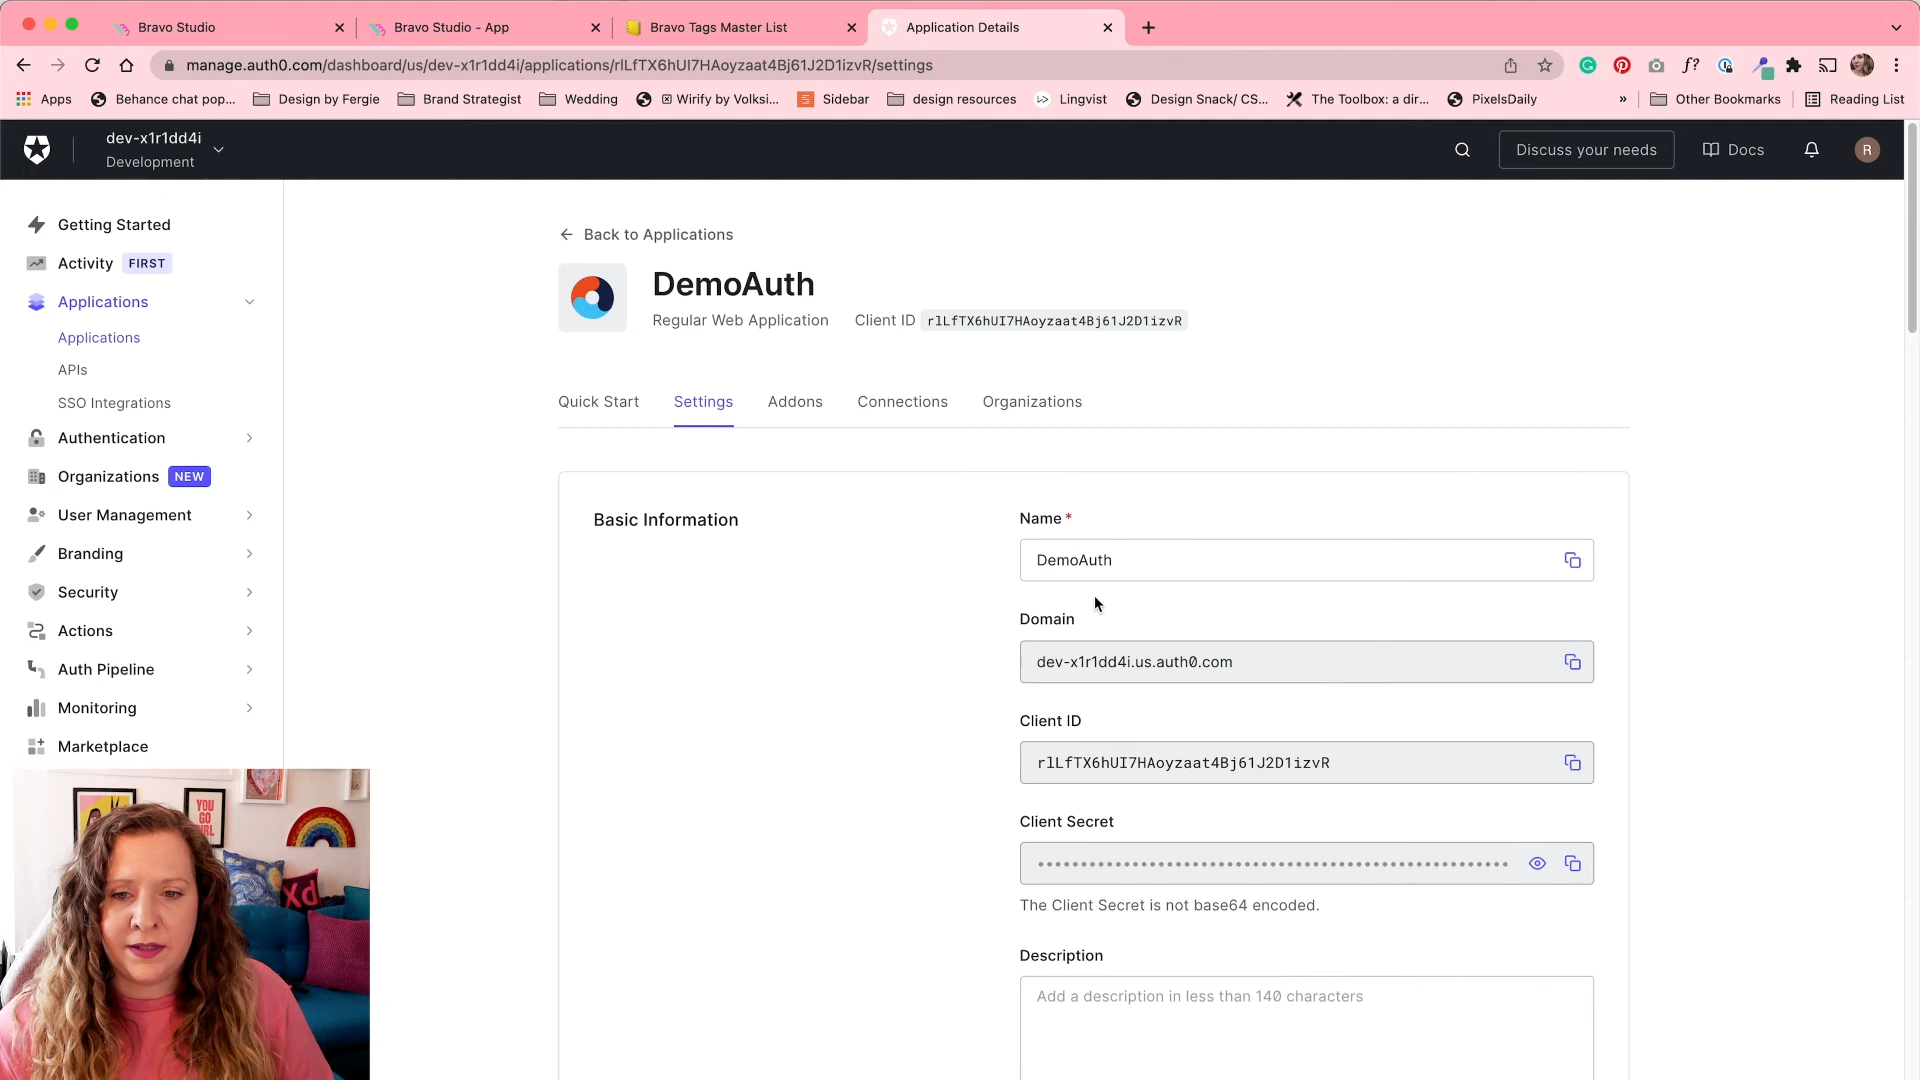 Bravo Studio
Bravo Studio - App
Bravo Tags Master List
Application Details
manage.auth0.com/dashboard/us/dev-x1r1dd4i/applications/rlLfTX6hUI7HAoyzaat4Bj61J2D1izvR/settings
Apps
Behance chat pop...
Design by Fergie
Brand Strategist
Wedding
Wirify by Volksi...
Sidebar
design resources
Lingvist
Design Snack/ CS...
The Toolbox: a dir...
PixelsDaily
»
Other Bookmarks
Reading List
dev-x1r1dd4i
Development
Discuss your needs
Docs
R
Getting Started
Activity FIRST
Applications
Applications
APIs
SSO Integrations
Authentication
Organizations NEW
User Management
Branding
Security
Actions
Auth Pipeline
Monitoring
Marketplace
Back to Applications
DemoAuth
Regular Web Application
Client ID rlLfTX6hUI7HAoyzaat4Bj61J2D1izvR
Quick Start
Settings
Addons
Connections
Organizations
Basic Information
Name *
DemoAuth
Domain
dev-x1r1dd4i.us.auth0.com
Client ID
rlLfTX6hUI7HAoyzaat4Bj61J2D1izvR
Client Secret
The Client Secret is not base64 encoded.
Description
Add a description in less than 140 characters
YOU
GO
GIRL
Xd